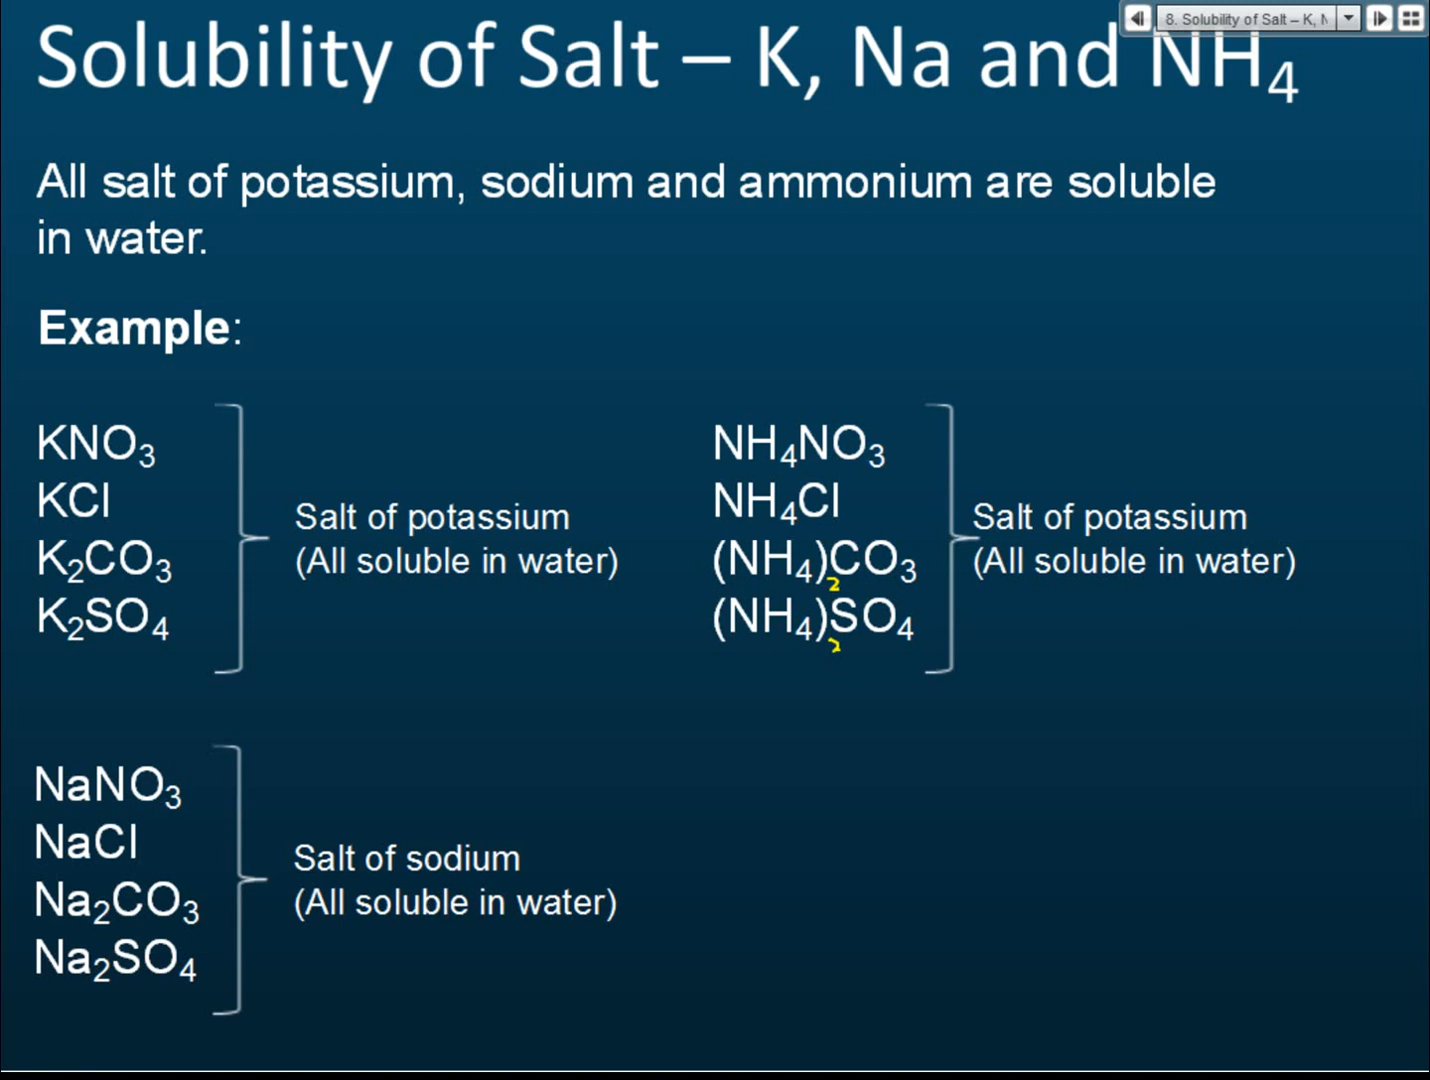 8. Solubility of Salt – K, N
Solubility of Salt – K, Na and NH₄
All salt of potassium, sodium and ammonium are soluble
in water.
Example:
KNO₃
KCl
K₂CO₃
K₂SO₄
Salt of potassium
(All soluble in water)
NH₄NO₃
NH₄Cl
(NH₄)₂CO₃
(NH₄)₂SO₄
Salt of potassium
(All soluble in water)
NaNO₃
NaCl
Na₂CO₃
Na₂SO₄
Salt of sodium
(All soluble in water)